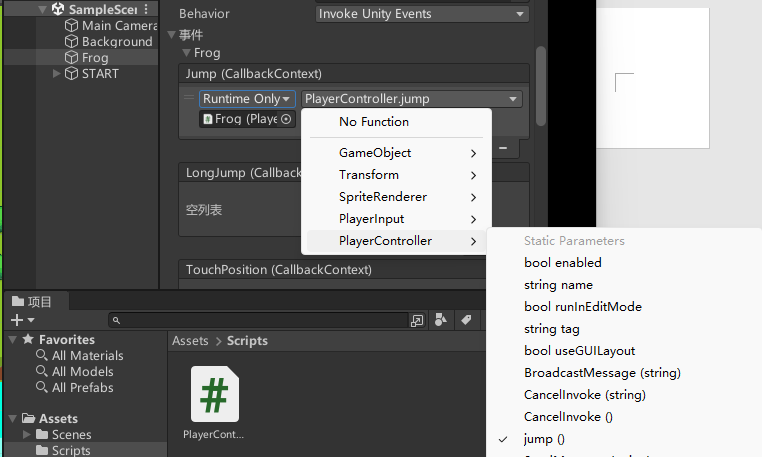 SampleScen
Main Camera
Background
Frog
START
Behavior
Invoke Unity Events
事件
Frog
Jump (CallbackContext)
Runtime Only
PlayerController.jump
Frog (Playe
No Function
GameObject
Transform
SpriteRenderer
PlayerInput
PlayerController
LongJump (Callback
空列表
TouchPosition (CallbackContext)
Static Parameters
bool enabled
string name
bool runInEditMode
string tag
bool useGUILayout
BroadcastMessage (string)
CancelInvoke (string)
CancelInvoke ()
jump ()
项目
Favorites
All Materials
All Models
All Prefabs
Assets
Scenes
Scripts
Assets > Scripts
#
PlayerCont...